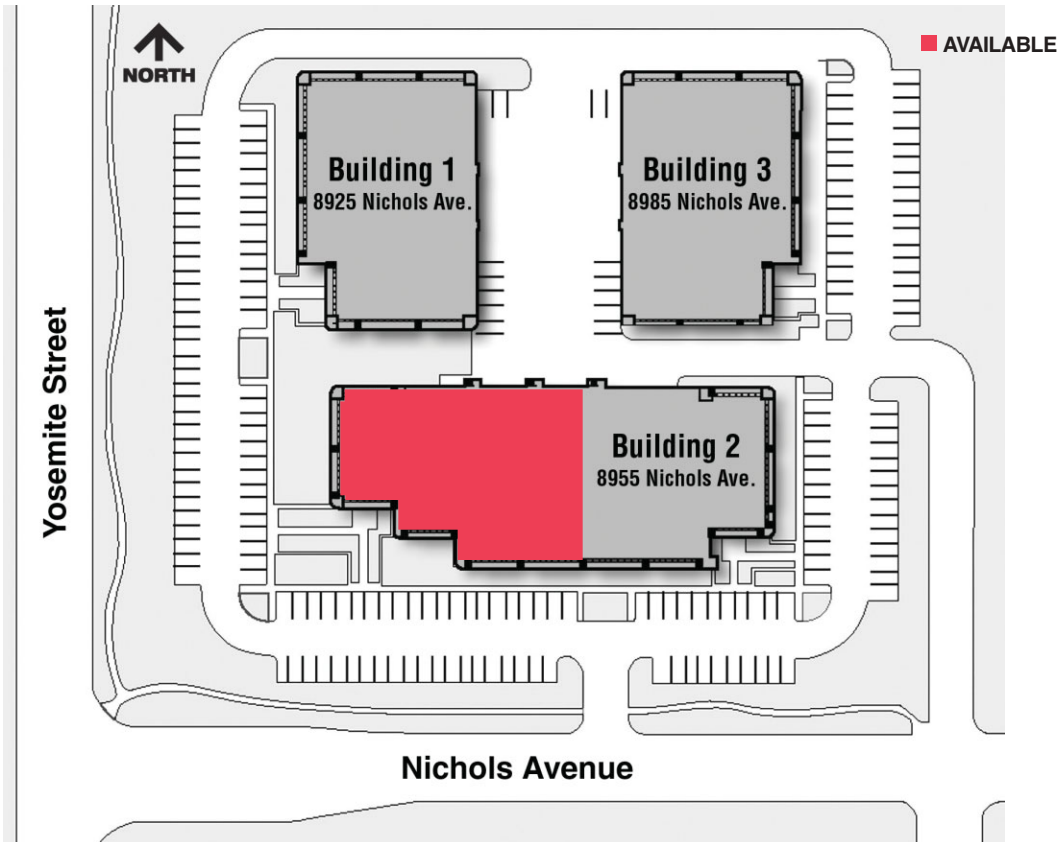 NORTH
AVAILABLE
Building 1
8925 Nichols Ave.
Building 3
8985 Nichols Ave.
Yosemite Street
Building 2
8955 Nichols Ave.
Nichols Avenue